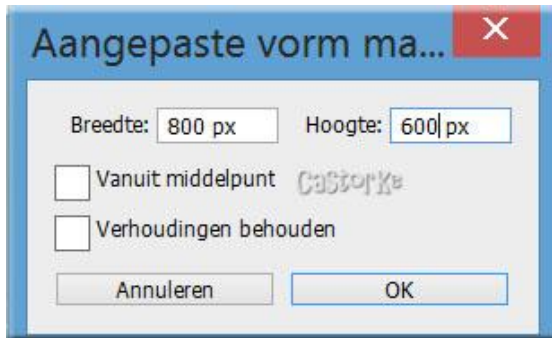 Aangepaste vorm ma...
Breedte: 800 px Hoogte: 600 px
Vanuit middelpunt Castorke
Verhoudingen behouden
Annuleren OK